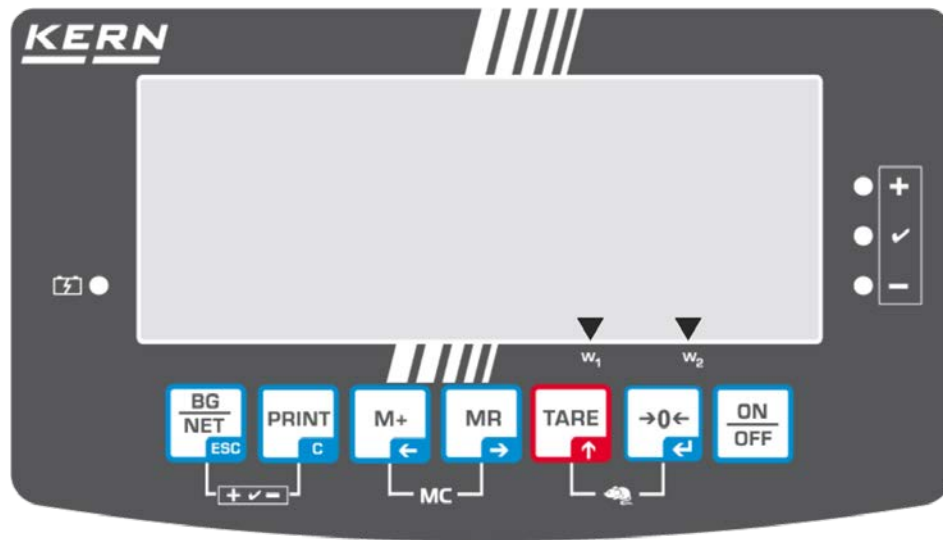 KERN
+
✔
−
W₁ W₂
BG
NET
ESC
PRINT
C
M+
←
MR
→
TARE
↑
→0←
↵
ON
OFF
+ ✔ −
MC